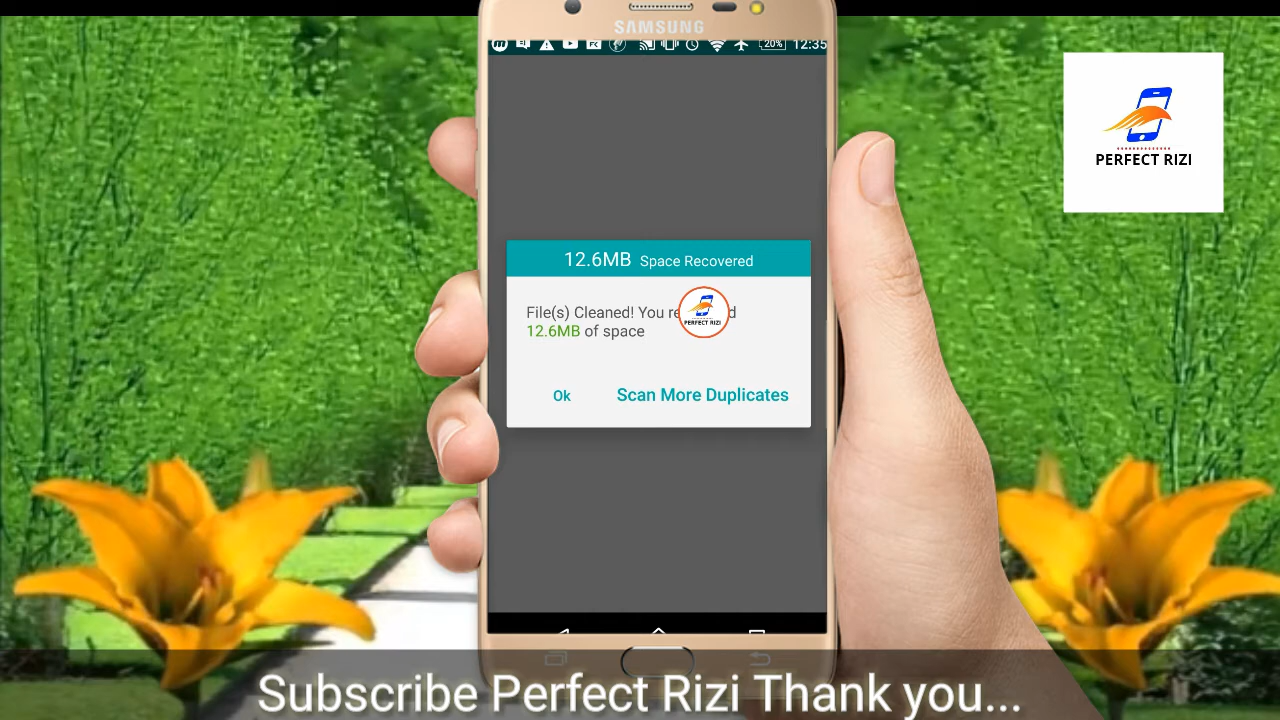 SAMSUNG
20% 12:35
PERFECT RIZI
12.6MB Space Recovered
File(s) Cleaned! You re d
PERFECT RIZI
12.6MB of space
Ok Scan More Duplicates
Subscribe Perfect Rizi Thank you...